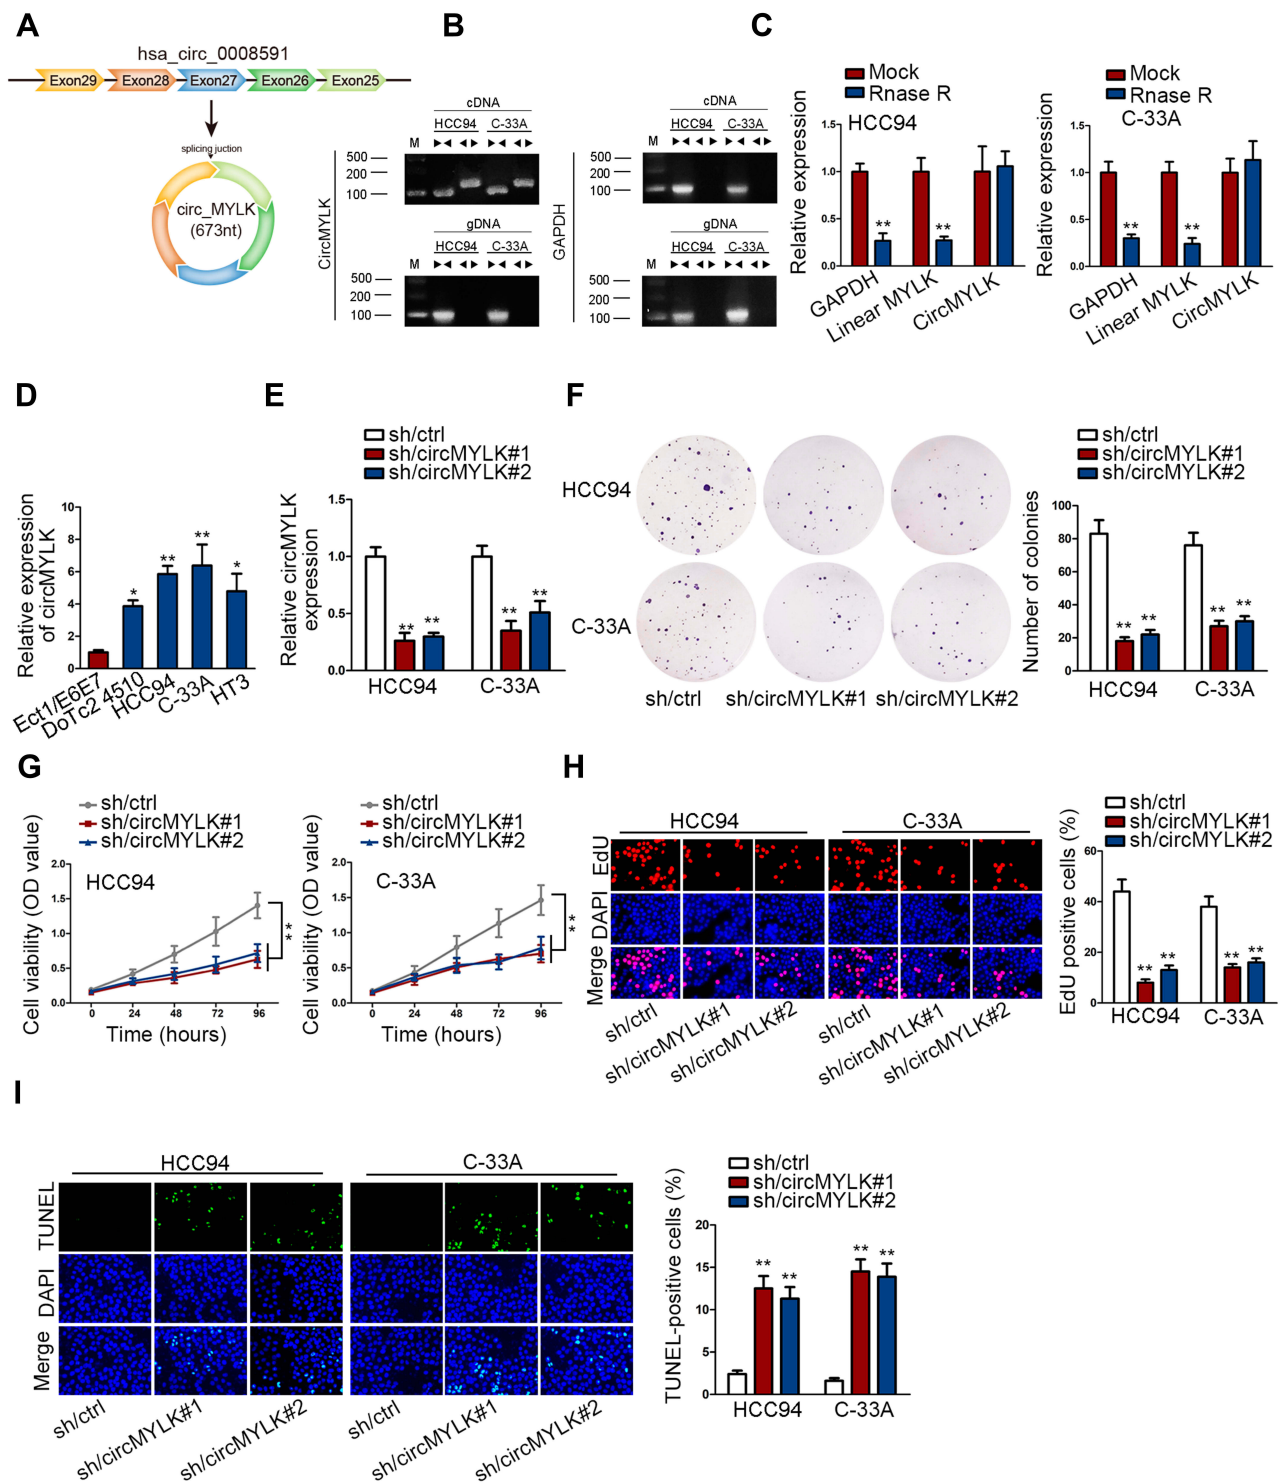 A
hsa_circ_0008591
Exon29 Exon28 Exon27 Exon26 Exon25
splicing juction
circ_MYLK
(673nt)
B
cDNA
HCC94 C-33A
M
500
200
100
CircMYLK
gDNA
HCC94 C-33A
M
500
200
100
cDNA
HCC94 C-33A
M
500
200
100
GAPDH
gDNA
HCC94 C-33A
M
500
200
100
C
Mock
Rnase R
HCC94
Relative expression
1.5
1.0
0.5
0.0
** **
GAPDH
Linear MYLK
CircMYLK
Mock
Rnase R
C-33A
Relative expression
1.5
1.0
0.5
0.0
** **
GAPDH
Linear MYLK
CircMYLK
D
Relative expression
of circMYLK
10
8
6
4
2
0
* ** ** *
Ect1/E6E7
DoTc2 4510
HCC94
C-33A
HT3
E
sh/ctrl
sh/circMYLK#1
sh/circMYLK#2
Relative circMYLK
expression
1.5
1.0
0.5
0.0
** ** ** **
HCC94 C-33A
F
HCC94
C-33A
sh/ctrl sh/circMYLK#1 sh/circMYLK#2
sh/ctrl
sh/circMYLK#1
sh/circMYLK#2
Number of colonies
100
80
60
40
20
0
** ** ** **
HCC94 C-33A
G
sh/ctrl
sh/circMYLK#1
sh/circMYLK#2
HCC94
Cell viability (OD value)
2.0
1.5
1.0
0.5
0.0
**
0 24 48 72 96
Time (hours)
sh/ctrl
sh/circMYLK#1
sh/circMYLK#2
C-33A
Cell viability (OD value)
2.0
1.5
1.0
0.5
0.0
**
0 24 48 72 96
Time (hours)
H
HCC94 C-33A
EdU
DAPI
Merge
sh/ctrl
sh/circMYLK#1
sh/circMYLK#2
sh/ctrl
sh/circMYLK#1
sh/circMYLK#2
sh/ctrl
sh/circMYLK#1
sh/circMYLK#2
EdU positive cells (%)
60
40
20
0
** ** ** **
HCC94 C-33A
I
HCC94 C-33A
TUNEL
DAPI
Merge
sh/ctrl
sh/circMYLK#1
sh/circMYLK#2
sh/ctrl
sh/circMYLK#1
sh/circMYLK#2
sh/ctrl
sh/circMYLK#1
sh/circMYLK#2
TUNEL-positive cells (%)
20
15
10
5
0
** ** ** **
HCC94 C-33A